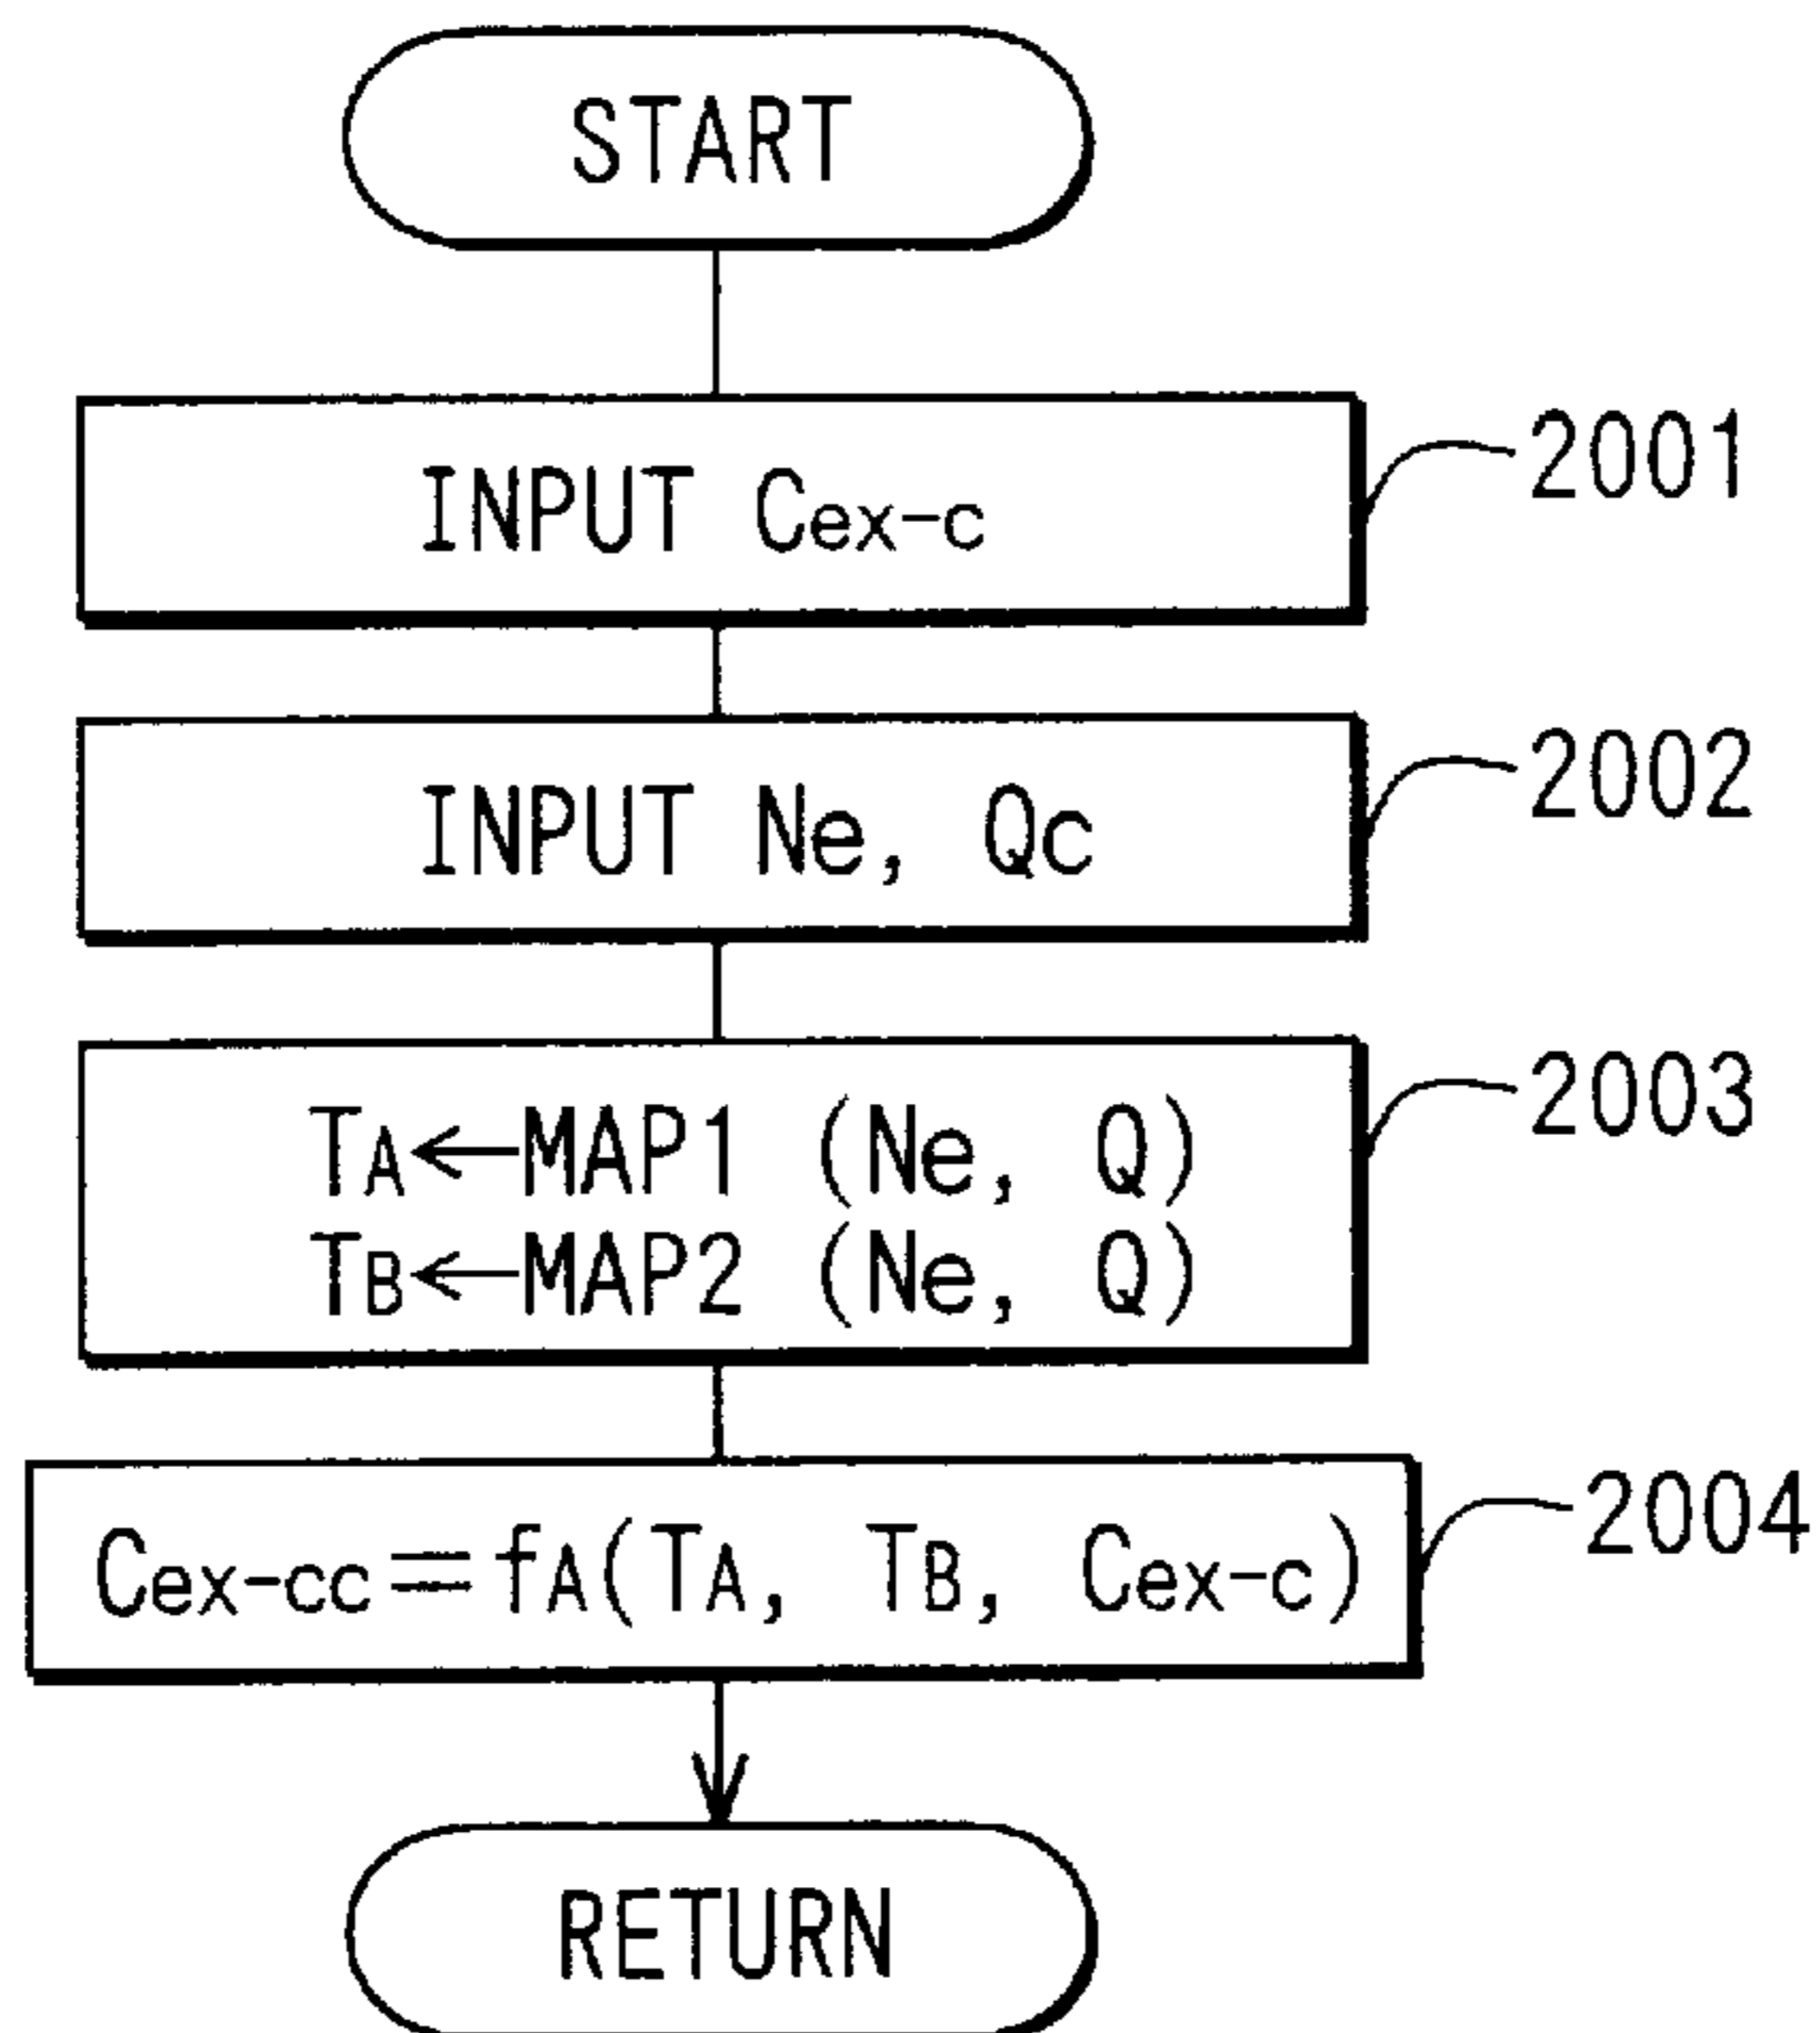 START
INPUT Cex-c
2001
INPUT Ne, Qc
2002
TA←MAP1 (Ne, Q)
TB←MAP2 (Ne, Q)
2003
Cex-cc=fA(TA, TB, Cex-c)
2004
RETURN